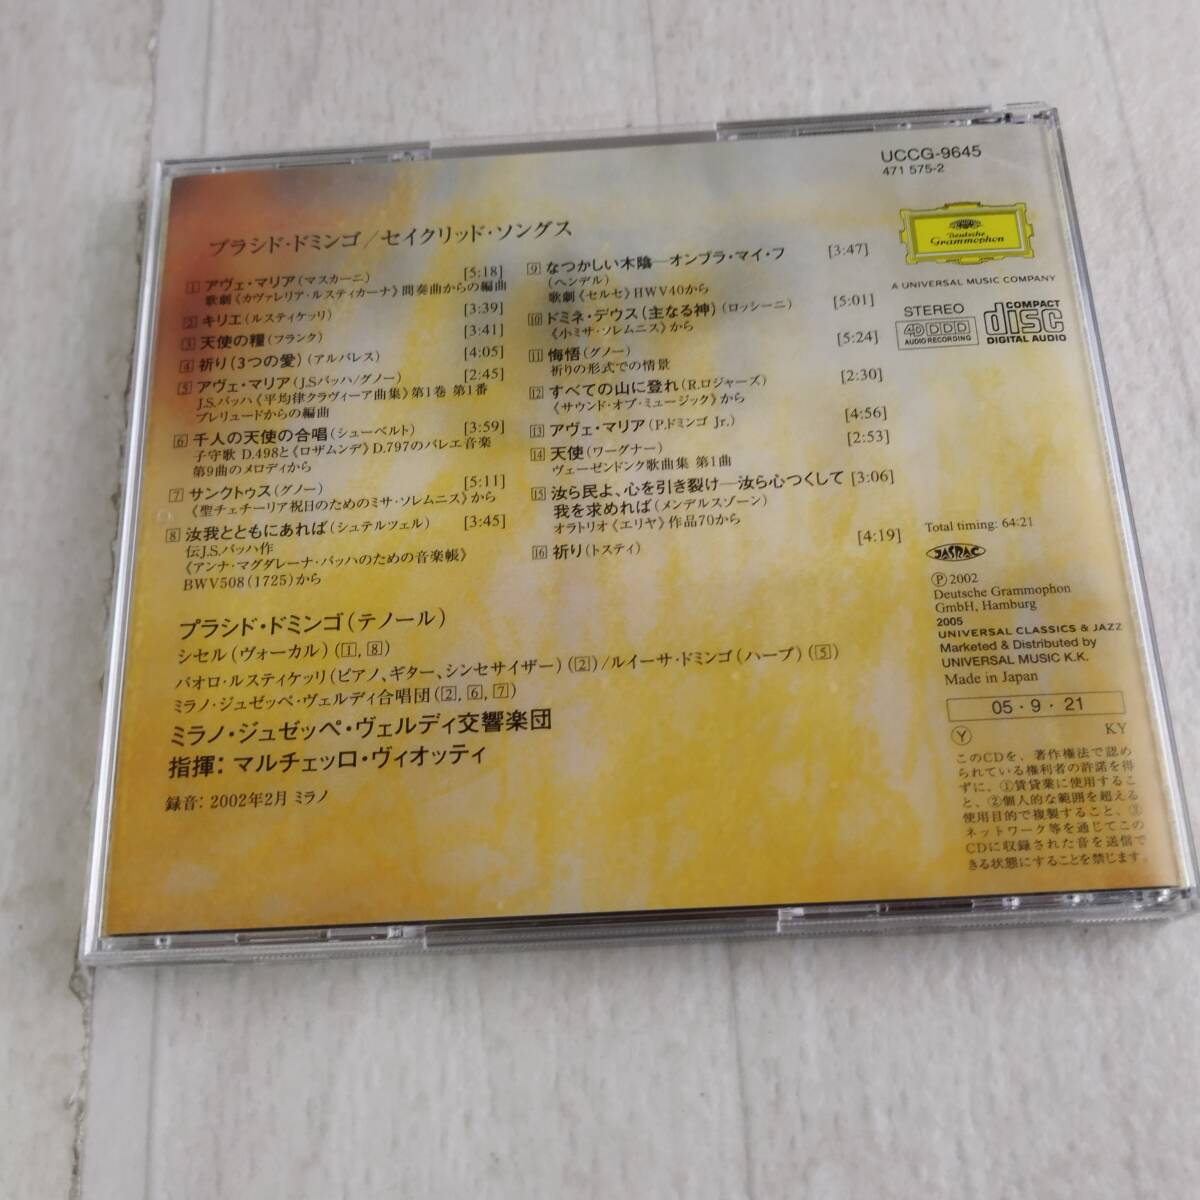 UCCG-9645
471 575-2
Deutsche
Grammophon
A UNIVERSAL MUSIC COMPANY
STEREO
4D DDD
AUDIO RECORDING
COMPACT
disc
DIGITAL AUDIO
プラシド・ドミンゴ/セイクリッド・ソングス
1 アヴェ・マリア(マスカーニ) [5:18]
歌劇《カヴァレリア・ルスティカーナ》間奏曲からの編曲
2 キリエ(ルスティケッリ) [3:39]
3 天使の糧(フランク) [3:41]
4 祈り(3つの愛)(アルバレス) [4:05]
5 アヴェ・マリア(J.S.バッハ/グノー) [2:45]
J.S.バッハ《平均律クラヴィーア曲集》第1巻 第1番
プレリュードからの編曲
6 千人の天使の合唱(シューベルト) [3:59]
子守歌 D.498と《ロザムンデ》D.797のバレエ音楽
第9曲のメロディから
7 サンクトゥス(グノー) [5:11]
《聖チェチーリア祝日のためのミサ・ソレムニス》から
8 汝我とともにあれば(シュテルツェル) [3:45]
伝J.S.バッハ作
《アンナ・マグダレーナ・バッハのための音楽帳》
BWV508(1725)から
9 なつかしい木陰―オンブラ・マイ・フ [3:47]
(ヘンデル)
歌劇《セルセ》HWV40から
10 ドミネ・デウス(主なる神)(ロッシーニ) [5:01]
《小ミサ・ソレムニス》から
11 悔悟(グノー) [5:24]
祈りの形式での情景
12 すべての山に登れ(R.ロジャーズ) [2:30]
《サウンド・オブ・ミュージック》から
13 アヴェ・マリア(P.ドミンゴ Jr.) [4:56]
14 天使(ワーグナー) [2:53]
ヴェーゼンドンク歌曲集 第1曲
15 汝ら民よ、心を引き裂け―汝ら心つくして [3:06]
我を求めれば(メンデルスゾーン)
オラトリオ《エリヤ》作品70から
16 祈り(トスティ) [4:19]
プラシド・ドミンゴ(テノール)
シセル(ヴォーカル)(1, 8)
パオロ・ルスティケッリ(ピアノ、ギター、シンセサイザー)(2)/ルイーサ・ドミンゴ(ハープ)(5)
ミラノ・ジュゼッペ・ヴェルディ合唱団(2, 6, 7)
ミラノ・ジュゼッペ・ヴェルディ交響楽団
指揮: マルチェッロ・ヴィオッティ
録音: 2002年2月 ミラノ
Total timing: 64:21
JASRAC
Ⓟ2002
Deutsche Grammophon
GmbH, Hamburg
2005
UNIVERSAL CLASSICS & JAZZ
Marketed & Distributed by
UNIVERSAL MUSIC K.K.
Made in Japan
05・9・21
Ⓨ KY
このCDを、著作権法で認め
られている権利者の許諾を得
ずに、①賃貸業に使用するこ
と、②個人的な範囲を超える
使用目的で複製すること、③
ネットワーク等を通じてこの
CDに収録された音を送信で
きる状態にすることを禁じます。